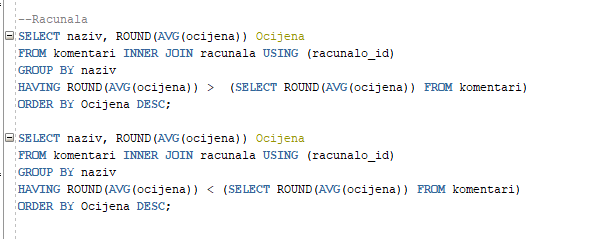 --Racunala
SELECT naziv, ROUND(AVG(ocijena)) Ocijena
FROM komentari INNER JOIN racunala USING (racunalo_id)
GROUP BY naziv
HAVING ROUND(AVG(ocijena)) >  (SELECT ROUND(AVG(ocijena)) FROM komentari)
ORDER BY Ocijena DESC;
SELECT naziv, ROUND(AVG(ocijena)) Ocijena
FROM komentari INNER JOIN racunala USING (racunalo_id)
GROUP BY naziv
HAVING ROUND(AVG(ocijena)) < (SELECT ROUND(AVG(ocijena)) FROM komentari)
ORDER BY Ocijena DESC;